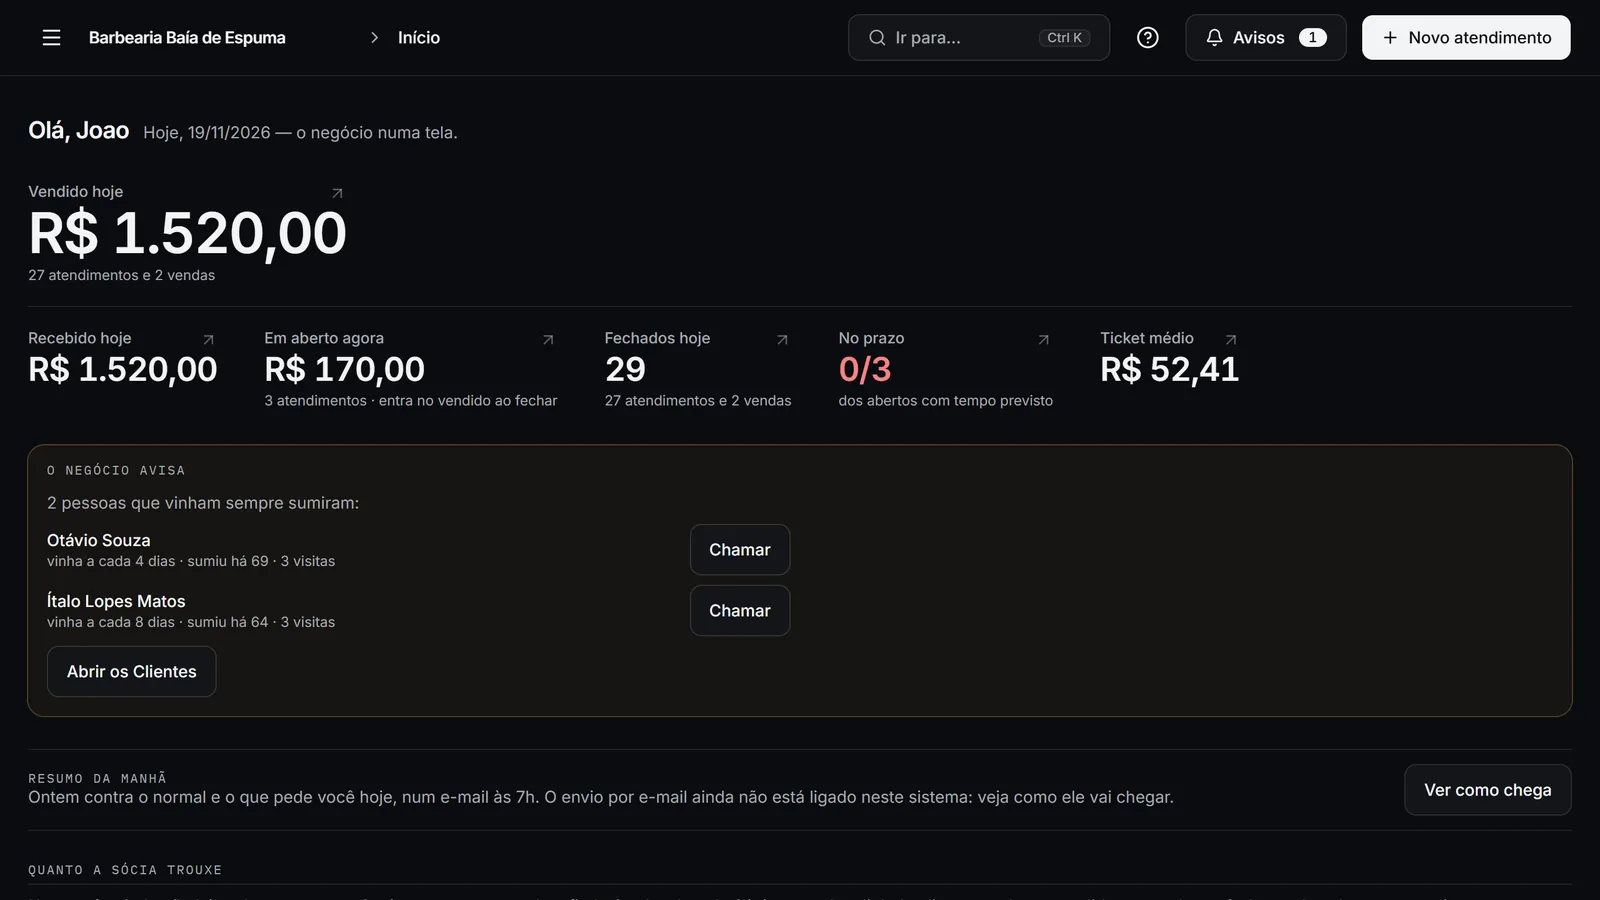 Barbearia Baía de Espuma
Início
Ir para...
Ctrl K
Avisos
1
Novo atendimento
Olá, Joao
Hoje, 19/11/2026 — o negócio numa tela.
Vendido hoje
R$ 1.520,00
27 atendimentos e 2 vendas
Recebido hoje
R$ 1.520,00
Em aberto agora
R$ 170,00
3 atendimentos · entra no vendido ao fechar
Fechados hoje
29
27 atendimentos e 2 vendas
No prazo
0/3
dos abertos com tempo previsto
Ticket médio
R$ 52,41
O NEGÓCIO AVISA
2 pessoas que vinham sempre sumiram:
Otávio Souza
vinha a cada 4 dias · sumiu há 69 · 3 visitas
Chamar
Ítalo Lopes Matos
vinha a cada 8 dias · sumiu há 64 · 3 visitas
Chamar
Abrir os Clientes
RESUMO DA MANHÃ
Ontem contra o normal e o que pede você hoje, num e-mail às 7h. O envio por e-mail ainda não está ligado neste sistema: veja como ele vai chegar.
Ver como chega
QUANTO A SÓCIA TROUXE